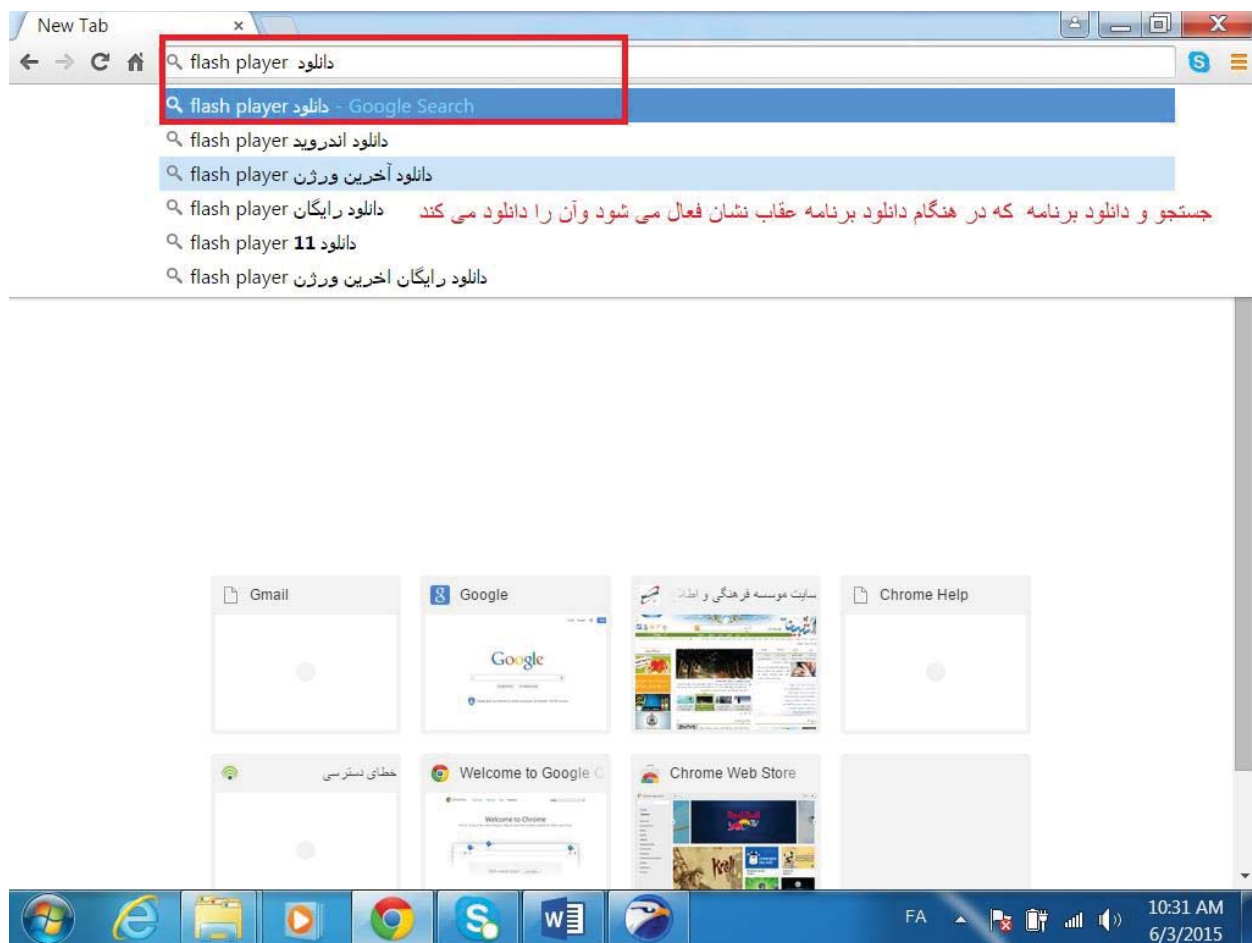 New Tab
flash player دانلود
flash player دانلود - Google Search
flash player دانلود اندروید
flash player دانلود آخرین ورژن
flash player دانلود رایگان
جستجو و دانلود برنامه که در هنگام دانلود برنامه عقاب نشان فعال می شود وآن را دانلود می کند
flash player 11 دانلود
flash player دانلود رایگان اخرین ورژن
Gmail
Google
سایت موسسه فرهنگی و اطلا
Chrome Help
Google
خطای دسترسی
Welcome to Google C
Chrome Web Store
Welcome to Chrome
Red Bull
TV
FA
10:31 AM
6/3/2015